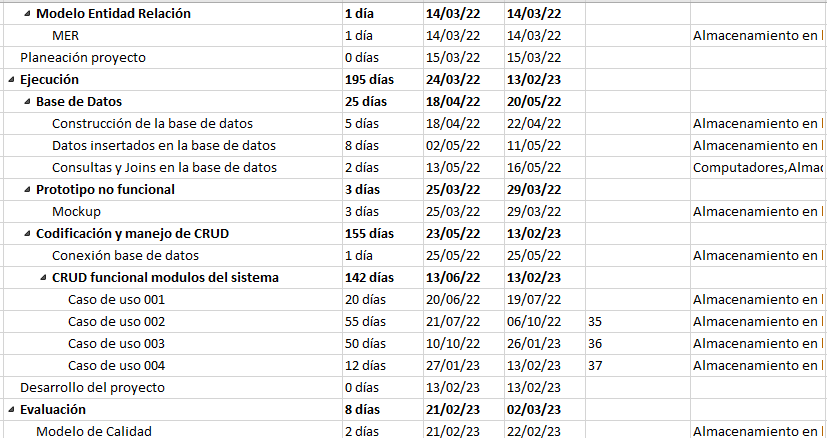 Modelo Entidad Relación 1 día 14/03/22 14/03/22
MER 1 día 14/03/22 14/03/22 Almacenamiento en
Planeación proyecto 0 días 15/03/22 15/03/22
Ejecución 195 días 24/03/22 13/02/23
Base de Datos 25 días 18/04/22 20/05/22
Construcción de la base de datos 5 días 18/04/22 22/04/22 Almacenamiento en
Datos insertados en la base de datos 8 días 02/05/22 11/05/22 Almacenamiento en
Consultas y Joins en la base de datos 2 días 13/05/22 16/05/22 Computadores,Almac
Prototipo no funcional 3 días 25/03/22 29/03/22
Mockup 3 días 25/03/22 29/03/22 Almacenamiento en
Codificación y manejo de CRUD 155 días 23/05/22 13/02/23
Conexión base de datos 1 día 25/05/22 25/05/22 Almacenamiento en
CRUD funcional modulos del sistema 142 días 13/06/22 13/02/23
Caso de uso 001 20 días 20/06/22 19/07/22 Almacenamiento en
Caso de uso 002 55 días 21/07/22 06/10/22 35 Almacenamiento en
Caso de uso 003 50 días 10/10/22 26/01/23 36 Almacenamiento en
Caso de uso 004 12 días 27/01/23 13/02/23 37 Almacenamiento en
Desarrollo del proyecto 0 días 13/02/23 13/02/23
Evaluación 8 días 21/02/23 02/03/23
Modelo de Calidad 2 días 21/02/23 22/02/23 Almacenamiento en